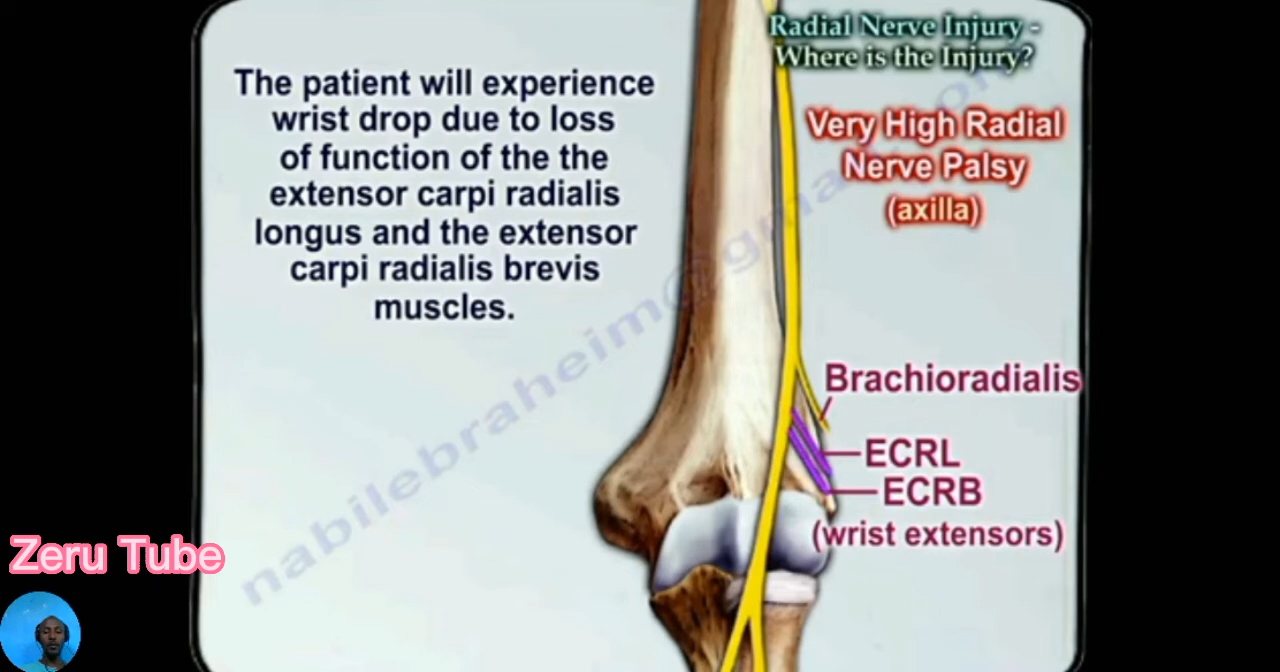 Radial Nerve Injury -
Where is the Injury?
The patient will experience
wrist drop due to loss
of function of the the
extensor carpi radialis
longus and the extensor
carpi radialis brevis
muscles.
Very High Radial
Nerve Palsy
(axilla)
Brachioradialis
ECRL
ECRB
(wrist extensors)
Zeru Tube